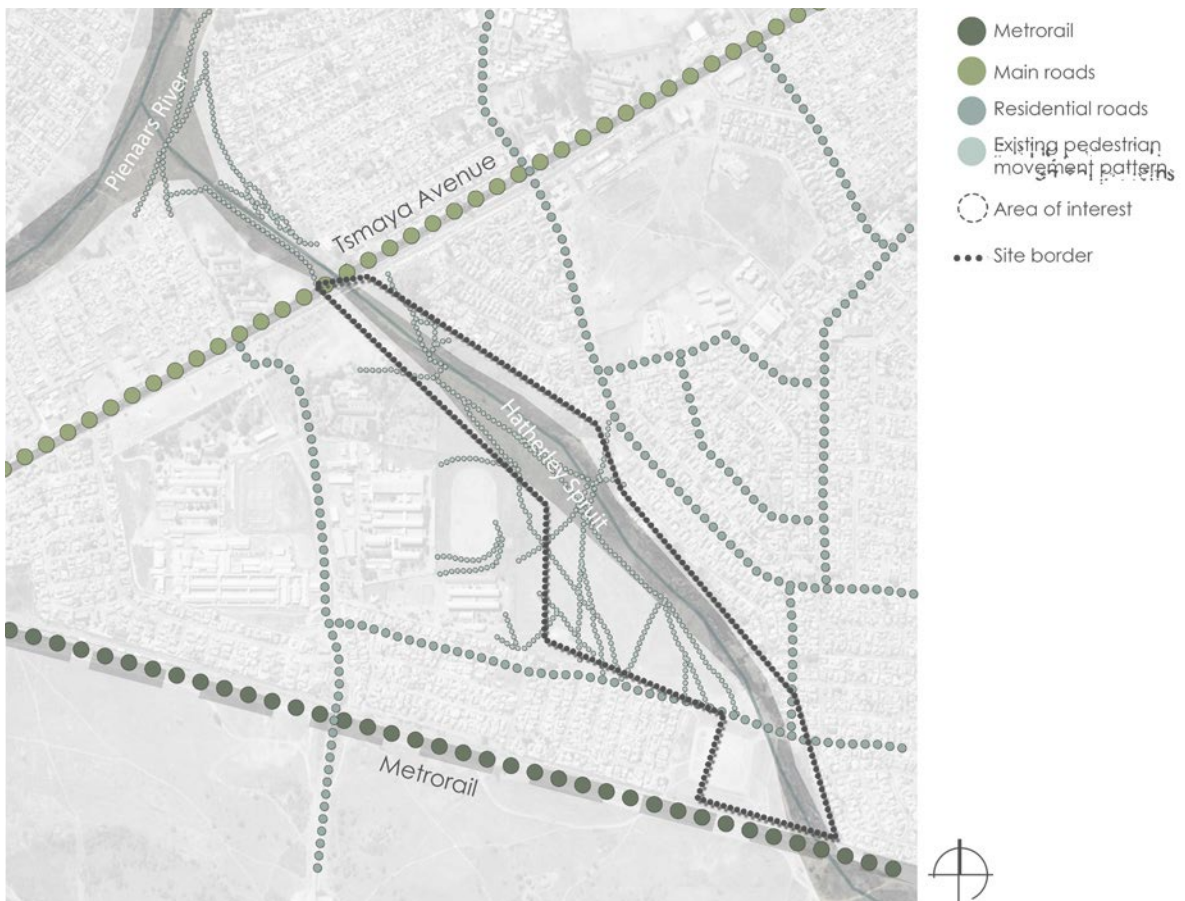 Pienaars River
Tsmaya Avenue
Hatherley Spruit
Metrorail
Metrorail
Main roads
Residential roads
Existing pedestrian
movement pattern
Area of interest
Site border